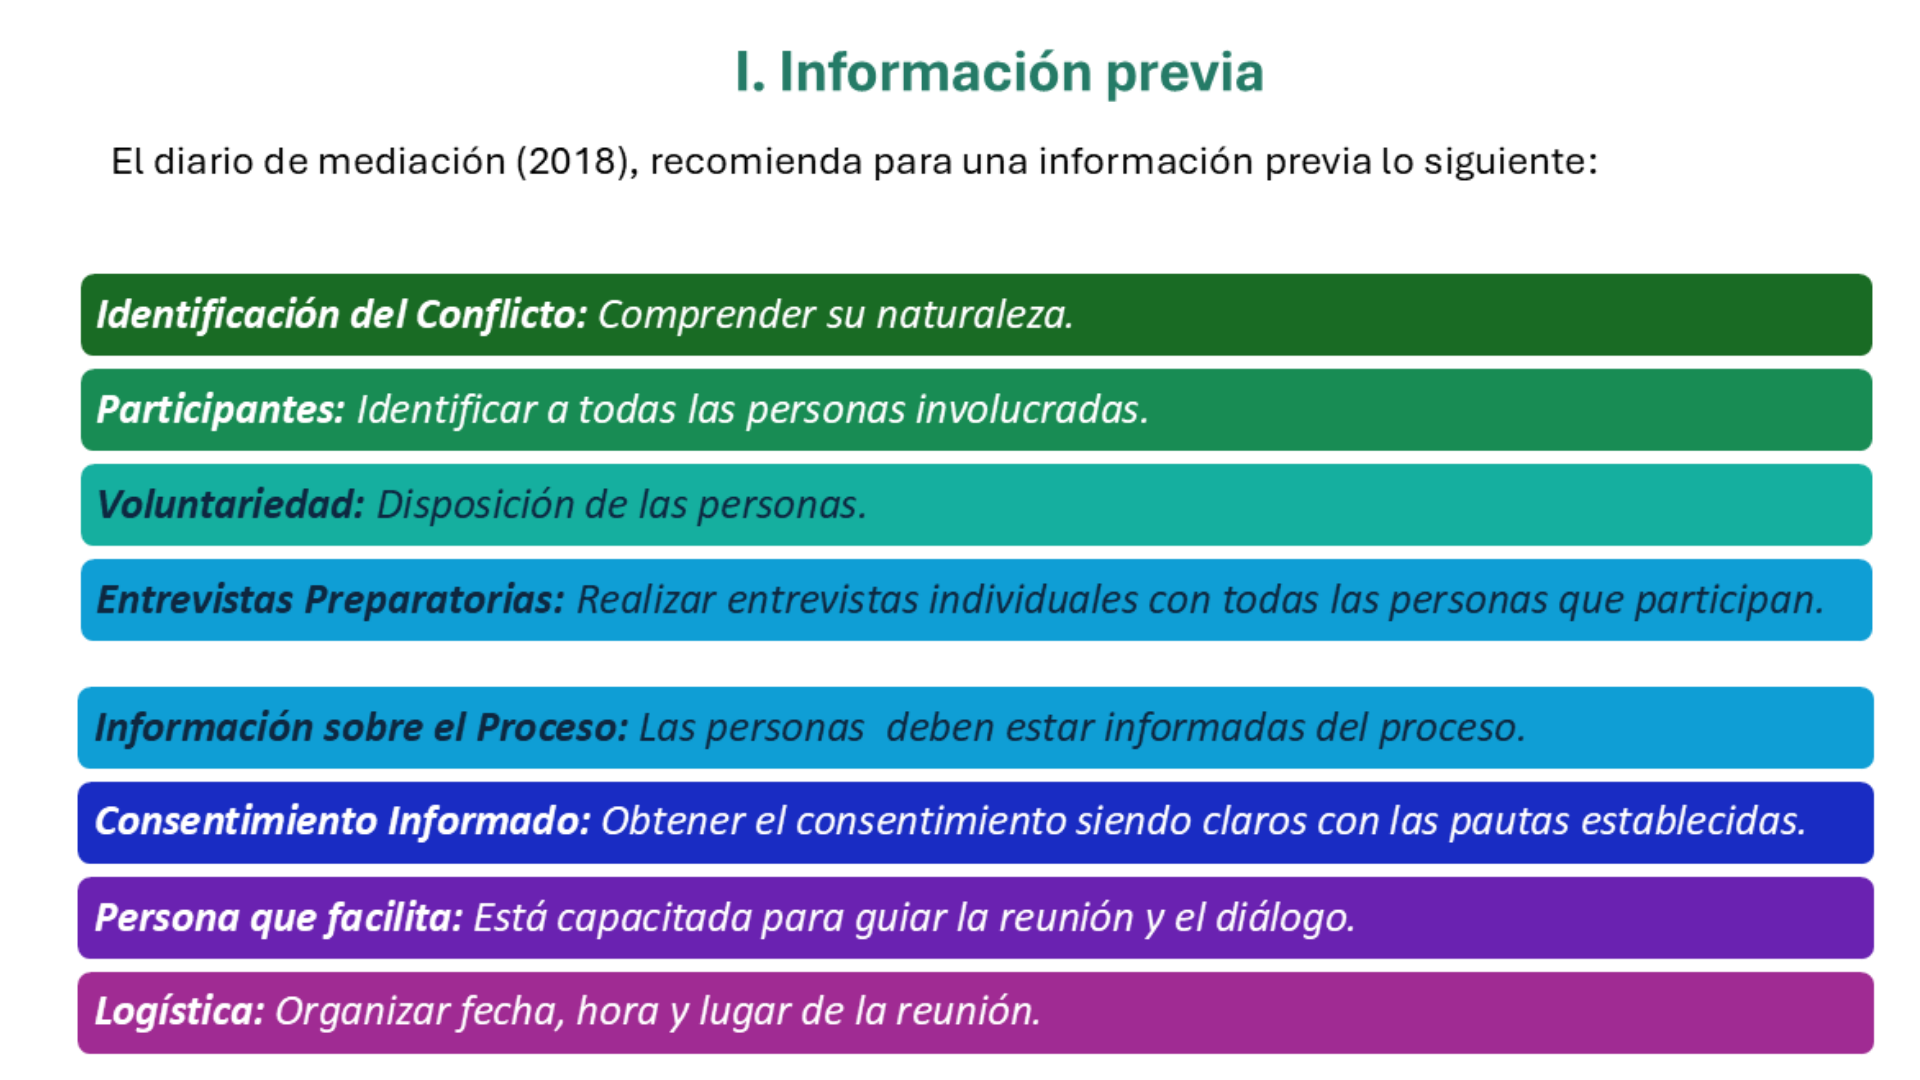 I. Información previa
El diario de mediación (2018), recomienda para una información previa lo siguiente:
Identificación del Conflicto: Comprender su naturaleza.
Participantes: Identificar a todas las personas involucradas.
Voluntariedad: Disposición de las personas.
Entrevistas Preparatorias: Realizar entrevistas individuales con todas las personas que participan.
Información sobre el Proceso: Las personas  deben estar informadas del proceso.
Consentimiento Informado: Obtener el consentimiento siendo claros con las pautas establecidas.
Persona que facilita: Está capacitada para guiar la reunión y el diálogo.
Logística: Organizar fecha, hora y lugar de la reunión.